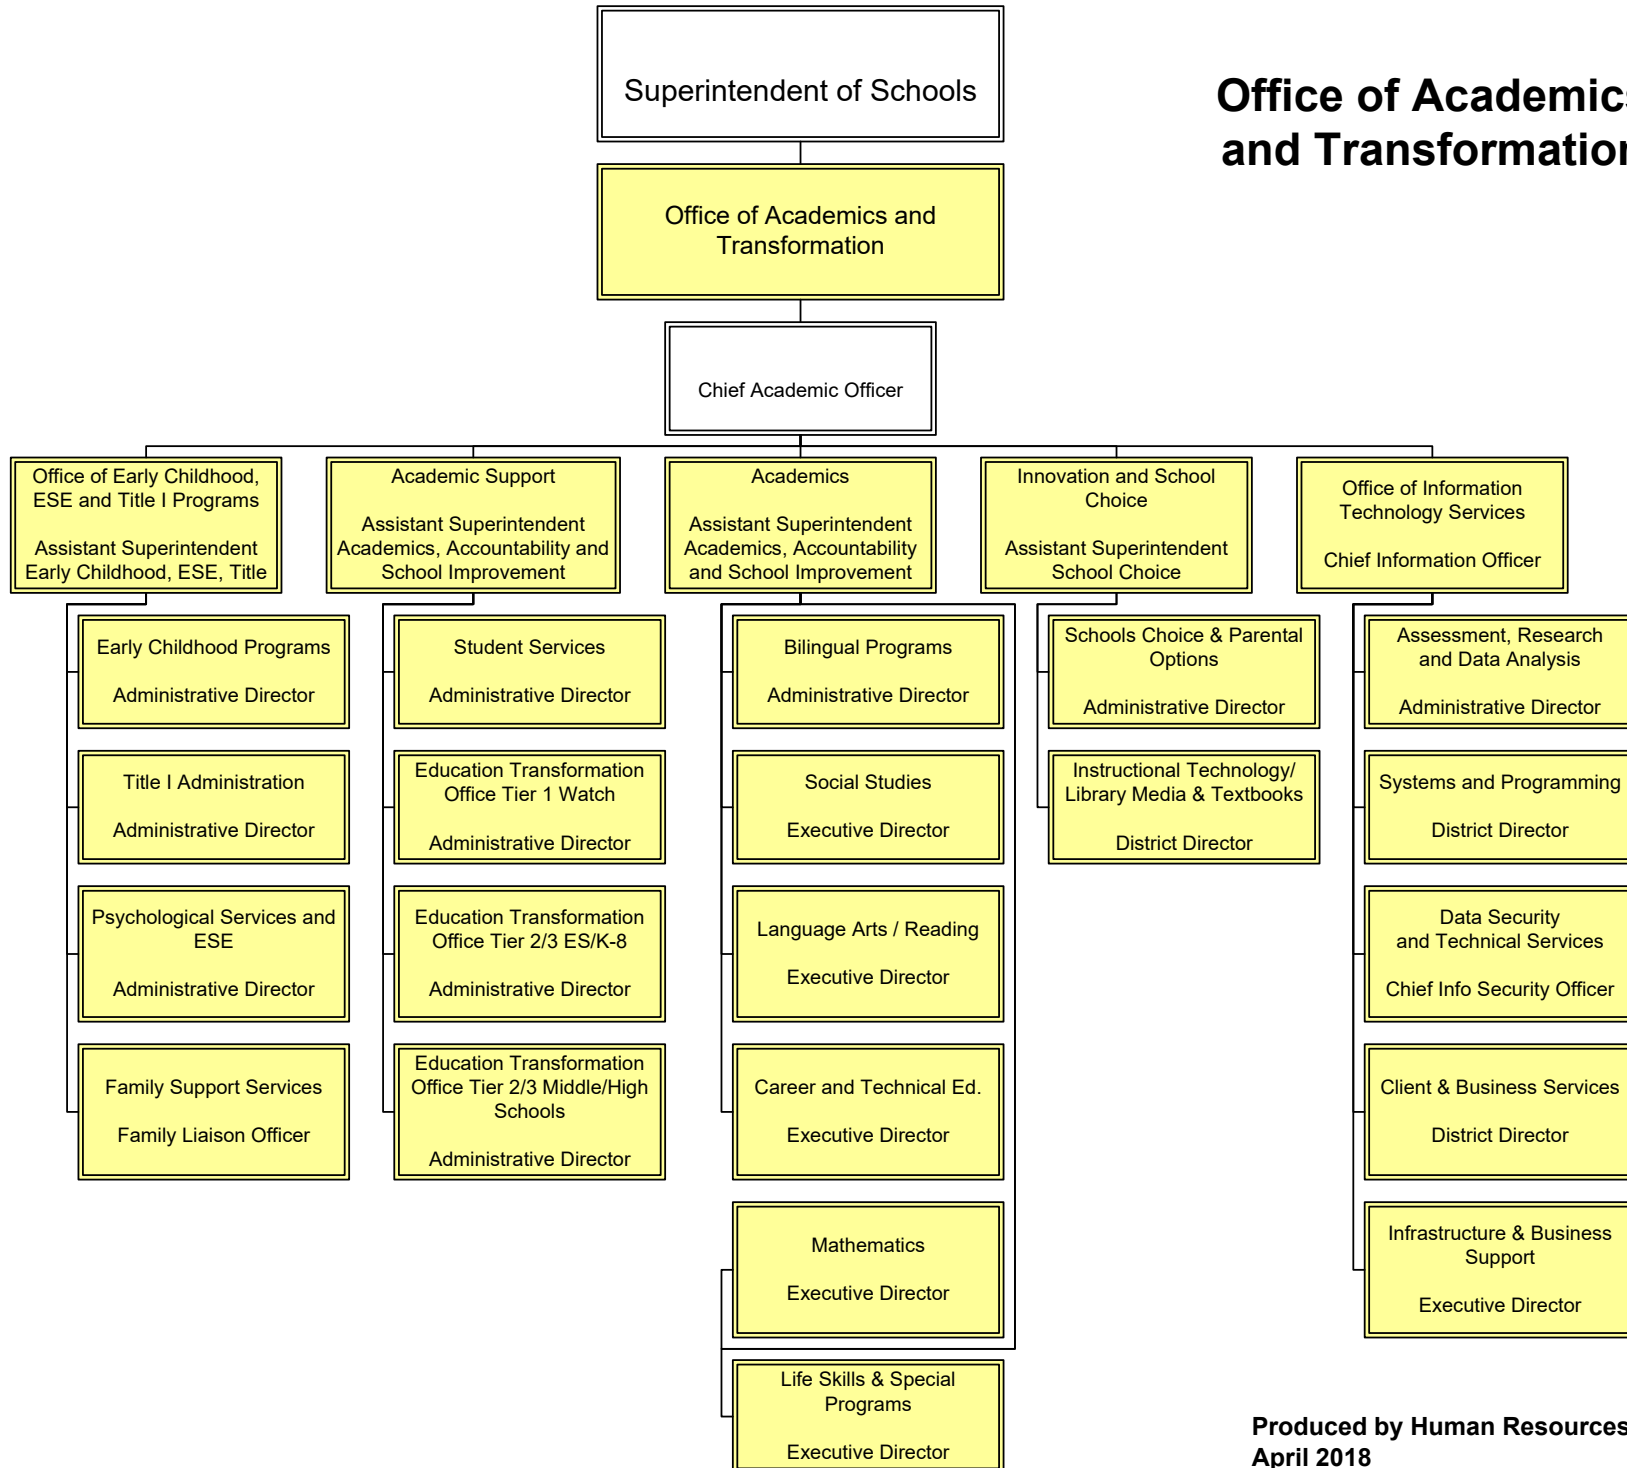 Superintendent of Schools
Office of Academics
and Transformation
Office of Academics and
Transformation
Chief Academic Officer
Office of Early Childhood,
ESE and Title I Programs
Assistant Superintendent
Early Childhood, ESE, Title
Academic Support
Assistant Superintendent
Academics, Accountability and
School Improvement
Academics
Assistant Superintendent
Academics, Accountability
and School Improvement
Innovation and School
Choice
Assistant Superintendent
School Choice
Office of Information
Technology Services
Chief Information Officer
Early Childhood Programs
Administrative Director
Title I Administration
Administrative Director
Psychological Services and
ESE
Administrative Director
Family Support Services
Family Liaison Officer
Student Services
Administrative Director
Education Transformation
Office Tier 1 Watch
Administrative Director
Education Transformation
Office Tier 2/3 ES/K-8
Administrative Director
Education Transformation
Office Tier 2/3 Middle/High
Schools
Administrative Director
Bilingual Programs
Administrative Director
Social Studies
Executive Director
Language Arts / Reading
Executive Director
Career and Technical Ed.
Executive Director
Mathematics
Executive Director
Life Skills & Special
Programs
Executive Director
Schools Choice & Parental
Options
Administrative Director
Instructional Technology/
Library Media & Textbooks
District Director
Assessment, Research
and Data Analysis
Administrative Director
Systems and Programming
District Director
Data Security
and Technical Services
Chief Info Security Officer
Client & Business Services
District Director
Infrastructure & Business
Support
Executive Director
Produced by Human Resources
April 2018